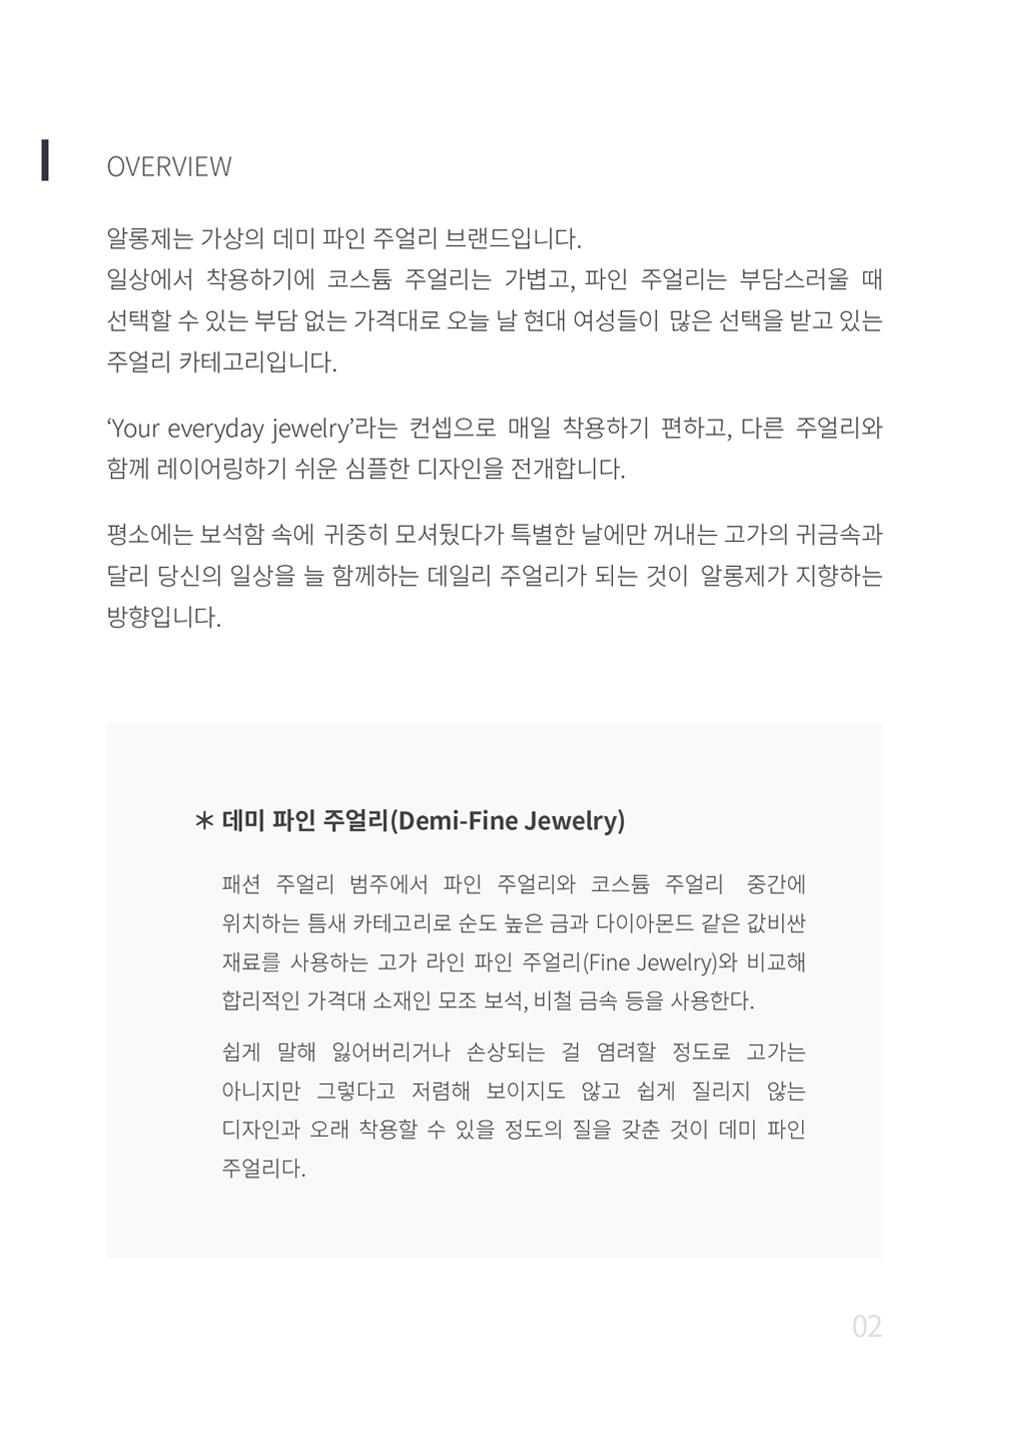 OVERVIEW
알롱제는 가상의 데미 파인 주얼리 브랜드입니다.
일상에서 착용하기에 코스튬 주얼리는 가볍고, 파인 주얼리는 부담스러울 때
선택할 수 있는 부담 없는 가격대로 오늘 날 현대 여성들이 많은 선택을 받고 있는
주얼리 카테고리입니다.
‘Your everyday jewelry’라는 컨셉으로 매일 착용하기 편하고, 다른 주얼리와
함께 레이어링하기 쉬운 심플한 디자인을 전개합니다.
평소에는 보석함 속에 귀중히 모셔뒀다가 특별한 날에만 꺼내는 고가의 귀금속과
달리 당신의 일상을 늘 함께하는 데일리 주얼리가 되는 것이 알롱제가 지향하는
방향입니다.
* 데미 파인 주얼리(Demi-Fine Jewelry)
패션 주얼리 범주에서 파인 주얼리와 코스튬 주얼리 중간에
위치하는 틈새 카테고리로 순도 높은 금과 다이아몬드 같은 값비싼
재료를 사용하는 고가 라인 파인 주얼리(Fine Jewelry)와 비교해
합리적인 가격대 소재인 모조 보석, 비철 금속 등을 사용한다.
쉽게 말해 잃어버리거나 손상되는 걸 염려할 정도로 고가는
아니지만 그렇다고 저렴해 보이지도 않고 쉽게 질리지 않는
디자인과 오래 착용할 수 있을 정도의 질을 갖춘 것이 데미 파인
주얼리다.
02